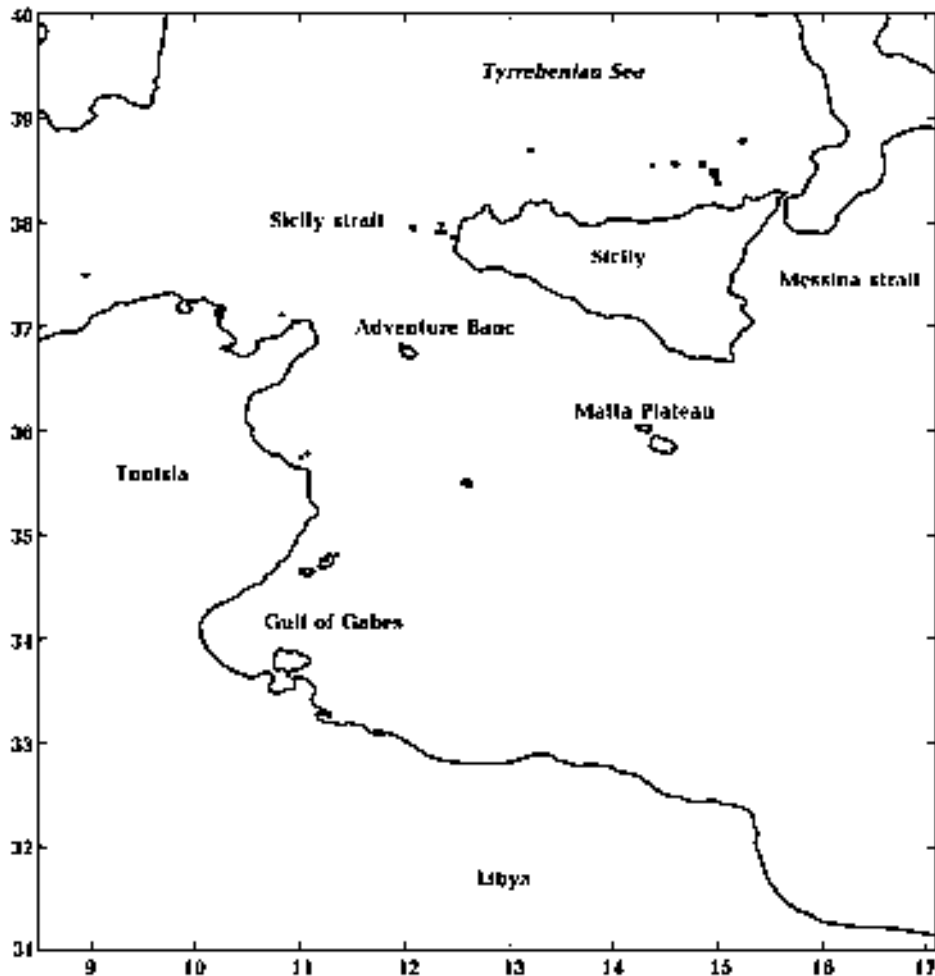 40
Tyrrebenian Sea
39
38
Sicily strait
Sicily
Messina strait
37
Adventure Banc
Malta Plateau
36
Tunisia
35
Gulf of Gabes
34
33
32
Libya
31
9 10 11 12 13 14 15 16 17